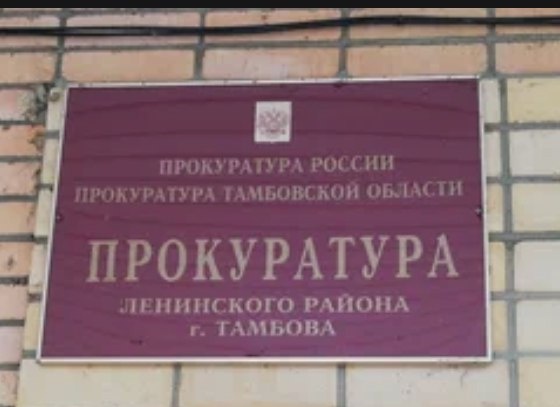 ПРОКУРАТУРА РОССИИ
ПРОКУРАТУРА ТАМБОВСКОЙ ОБЛАСТИ
ПРОКУРАТУРА
ЛЕНИНСКОГО РАЙОНА
г. ТАМБОВА